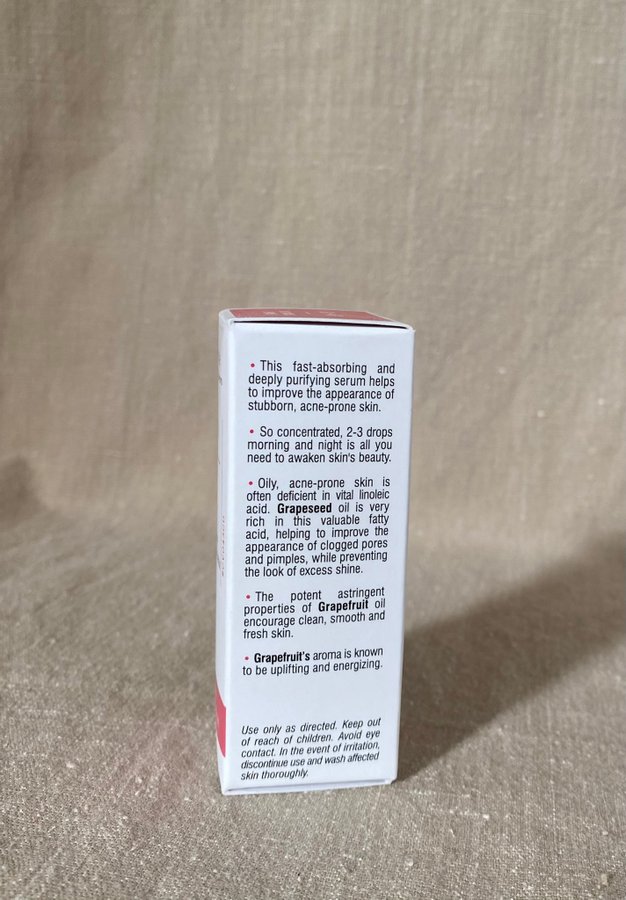 • This fast-absorbing and
deeply purifying serum helps
to improve the appearance of
stubborn, acne-prone skin.
• So concentrated, 2-3 drops
morning and night is all you
need to awaken skin's beauty.
• Oily, acne-prone skin is
often deficient in vital linoleic
acid. Grapeseed oil is very
rich in this valuable fatty
acid, helping to improve the
appearance of clogged pores
and pimples, while preventing
the look of excess shine.
• The potent astringent
properties of Grapefruit oil
encourage clean, smooth and
fresh skin.
• Grapefruit's aroma is known
to be uplifting and energizing.
Use only as directed. Keep out
of reach of children. Avoid eye
contact. In the event of irritation,
discontinue use and wash affected
skin thoroughly.